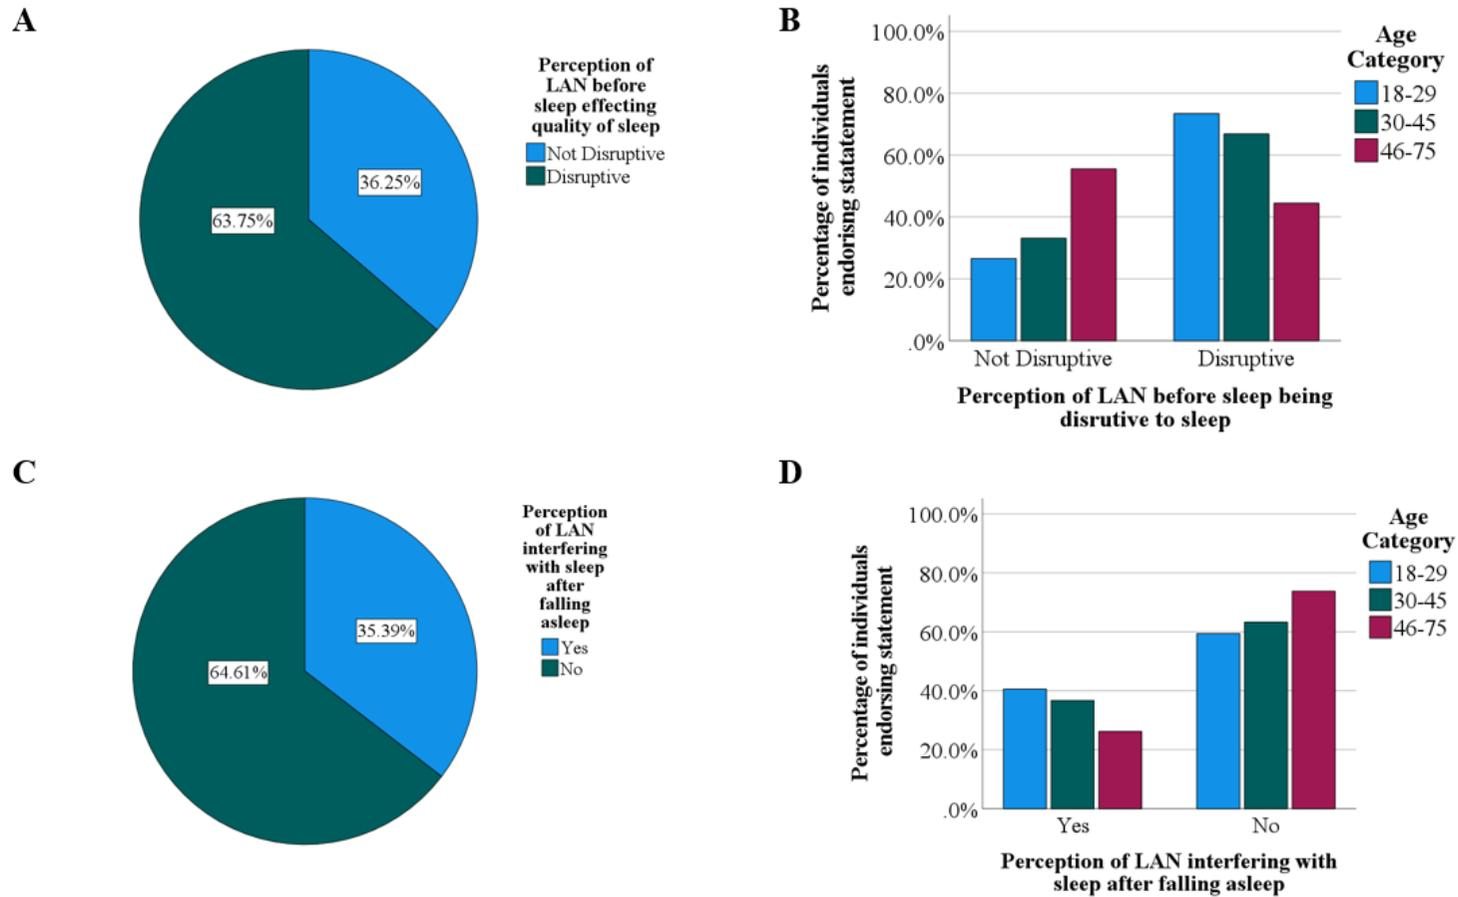 A
Perception of
LAN before
sleep effecting
quality of sleep
Not Disruptive
Disruptive
36.25%
63.75%
B
100.0%
80.0%
60.0%
40.0%
20.0%
.0%
Percentage of individuals
endorising statatement
Not Disruptive
Disruptive
Perception of LAN before sleep being
disrutive to sleep
Age
Category
18-29
30-45
46-75
C
Perception
of LAN
interfering
with sleep
after
falling
asleep
Yes
No
35.39%
64.61%
D
100.0%
80.0%
60.0%
40.0%
20.0%
.0%
Percentage of individuals
endorsing statement
Yes
No
Perception of LAN interfering with
sleep after falling asleep
Age
Category
18-29
30-45
46-75